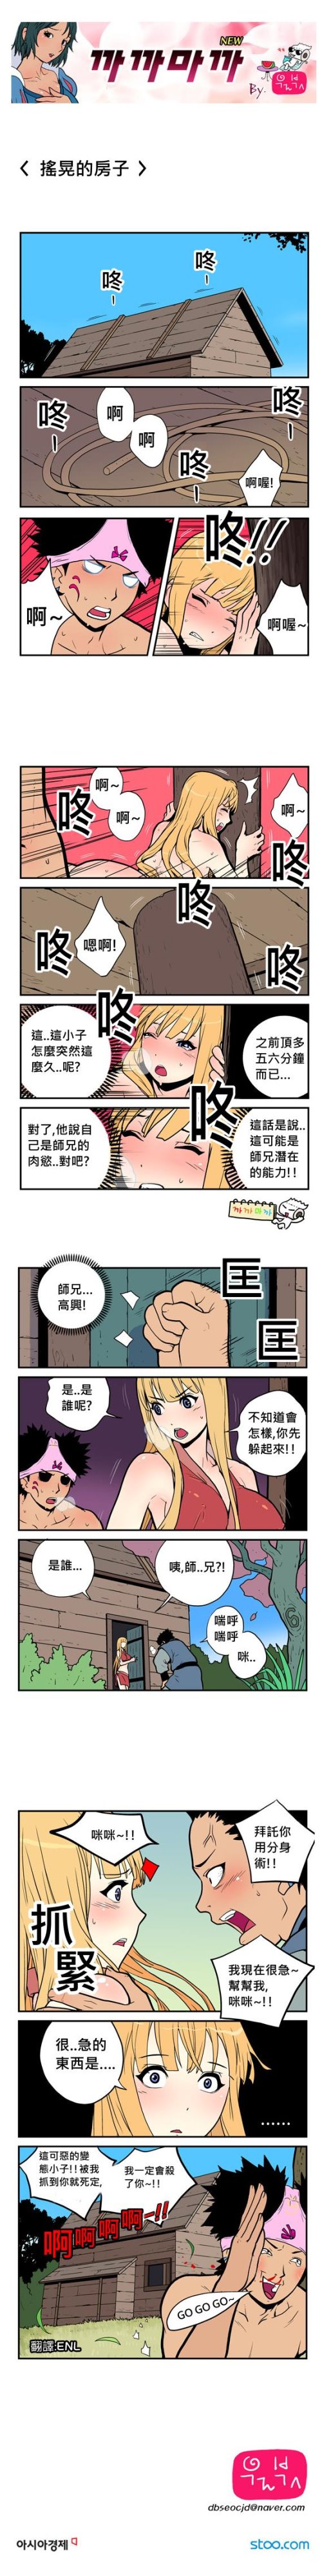 NEW
까까마까
By.
〈 搖晃的房子 〉
咚
咚
咚
啊
啊
咚
咚
啊喔!
啊~
咚!!
啊喔~
啊~
啊~
咚
啊~
咚
咚
咚
嗯啊!
咚
咚
這..這小子
怎麼突然這
麼久..呢?
之前頂多
五六分鐘
而已...
咚
對了,他說自
己是師兄的
肉慾..對吧?
這話是說..
這可能是
師兄潛在
的能力!!
까까마까
師兄...
高興!
匡
匡
是..是
誰呢?
不知道會
怎樣,你先
躲起來!!
是誰...
咦,師..兄?!
喘呼
喘呼
咪..
咪咪~!!
拜託你
用分身
術!!
抓
緊
我現在很急~
幫幫我,
咪咪~!!
很..急的
東西是....
......
這可惡的變
態小子!!被我
抓到你就死定,
我一定會殺
了你~!!
啊啊啊啊~!!
GO GO GO~
翻譯:ENL
dbseocjd@naver.com
아시아경제
stoo.com